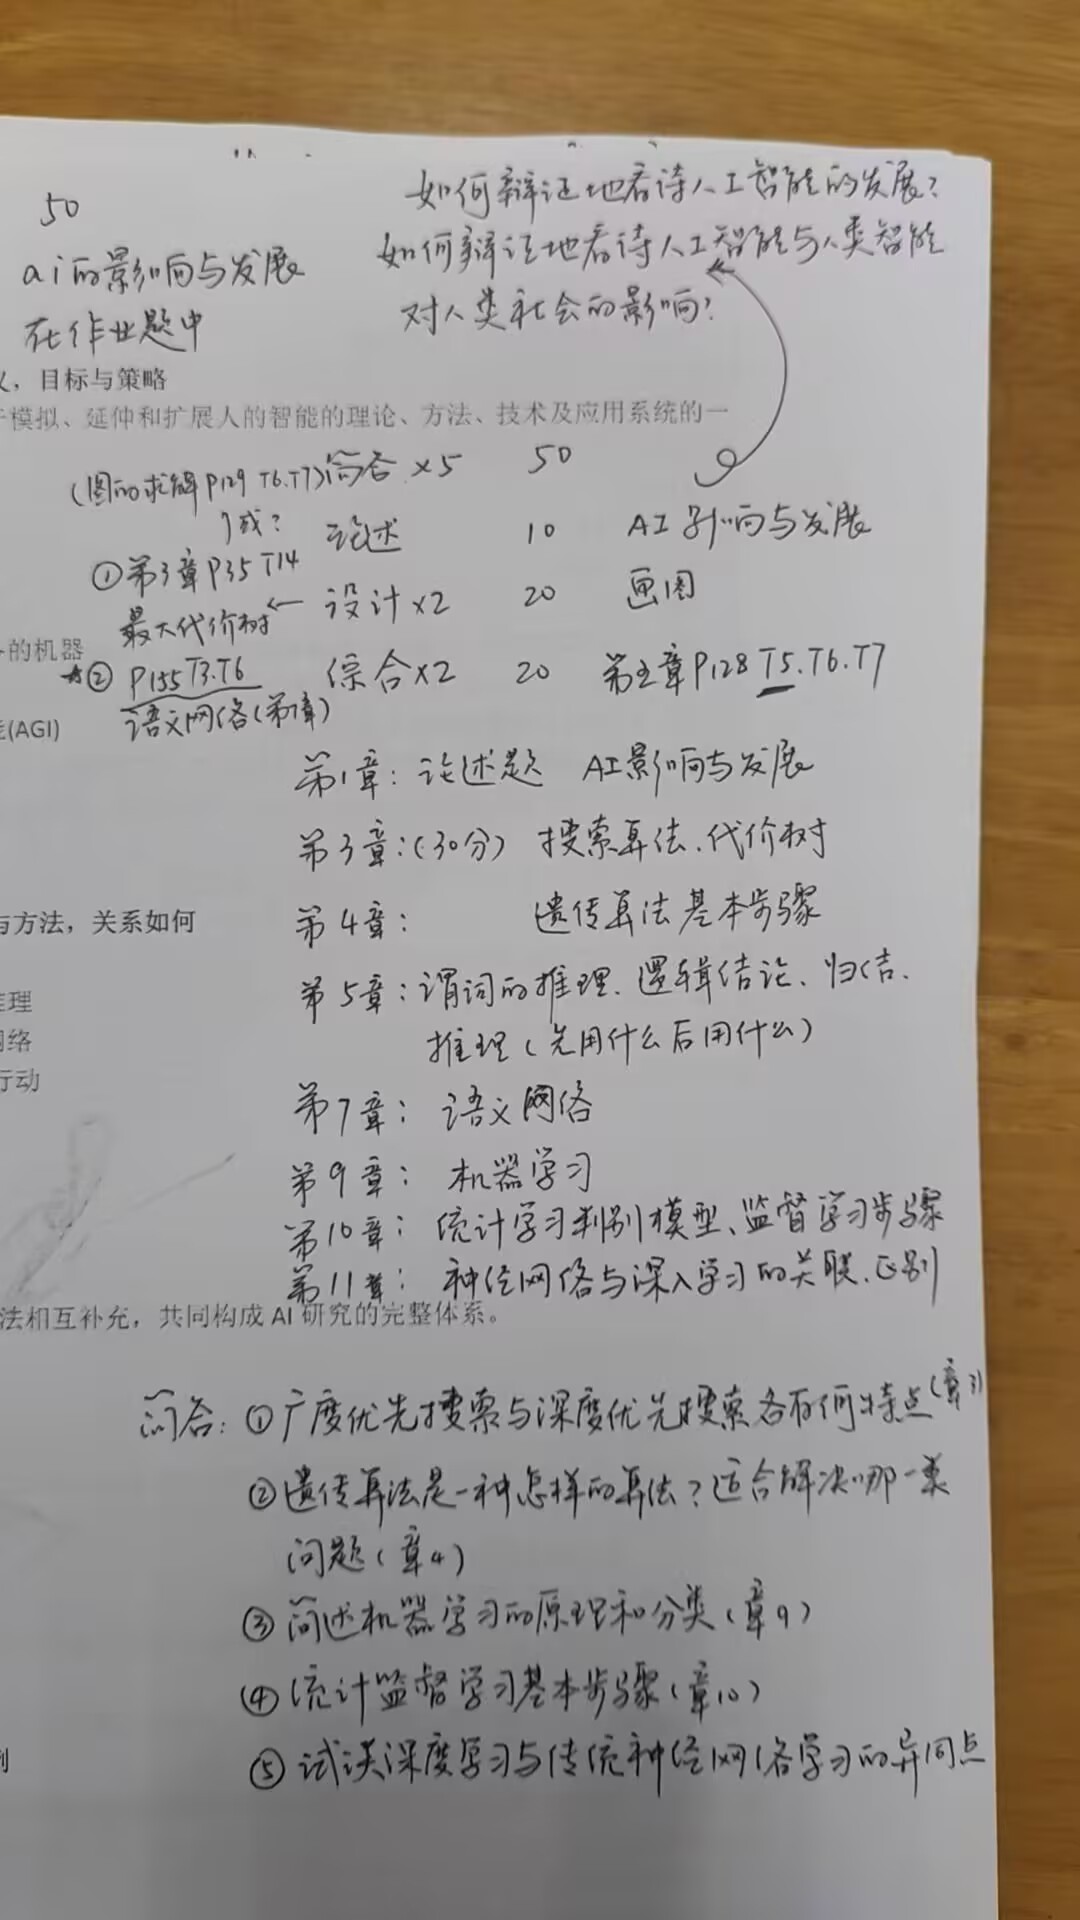 如何辩证地看待人工智能的发展?
50
如何辩证地看待人工智能与人类智能
ai的影响与发展
对人类社会的影响?
在作业题中
，目标与策略
模拟、延伸和扩展人的智能的理论、方法、技术及应用系统的一
(图的求解P129 T6.T7) 简答×5 50
论述 10 AI影响与发展
①第3章P35 T14
最大代价树 ← 设计×2 20 画图
的机器
★② P155 T3.T6 综合×2 20 第五章P128 T5.T6.T7
(AGI) 语义网络(第7章)
第1章: 论述题 AI影响与发展
第3章:(30分) 搜索算法、代价树
第4章: 遗传算法基本步骤
与方法，关系如何
第5章:谓词的推理、逻辑结论、归结、
推理
推理(先用什么后用什么)
网络
行动
第7章: 语义网络
第9章: 机器学习
第10章: 统计学习判别模型、监督学习步骤
第11章: 神经网络与深入学习的关联、区别
法相互补充，共同构成 AI 研究的完整体系。
简答:①广度优先搜索与深度优先搜索各有何特点(章3)
②遗传算法是一种怎样的算法?适合解决哪一类
问题(章4)
③简述机器学习的原理和分类(章9)
④统计监督学习基本步骤(章10)
⑤试谈深度学习与传统神经网络学习的异同点